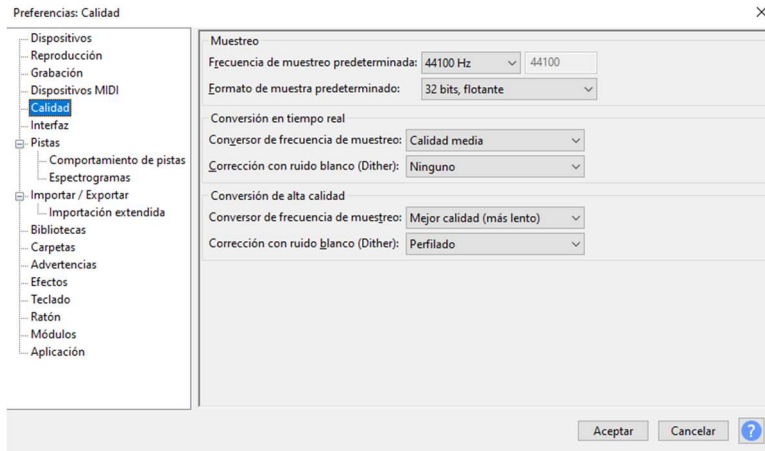 Preferencias: Calidad
Dispositivos
Reproducción
Grabación
Dispositivos MIDI
Calidad
Interfaz
Pistas
Comportamiento de pistas
Espectrogramas
Importar / Exportar
Importación extendida
Bibliotecas
Carpetas
Advertencias
Efectos
Teclado
Ratón
Módulos
Aplicación
Muestreo
Frecuencia de muestreo predeterminada: 44100 Hz 44100
Formato de muestra predeterminado: 32 bits, flotante
Conversión en tiempo real
Conversor de frecuencia de muestreo: Calidad media
Corrección con ruido blanco (Dither): Ninguno
Conversión de alta calidad
Conversor de frecuencia de muestreo: Mejor calidad (más lento)
Corrección con ruido blanco (Dither): Perfilado
Aceptar Cancelar ?